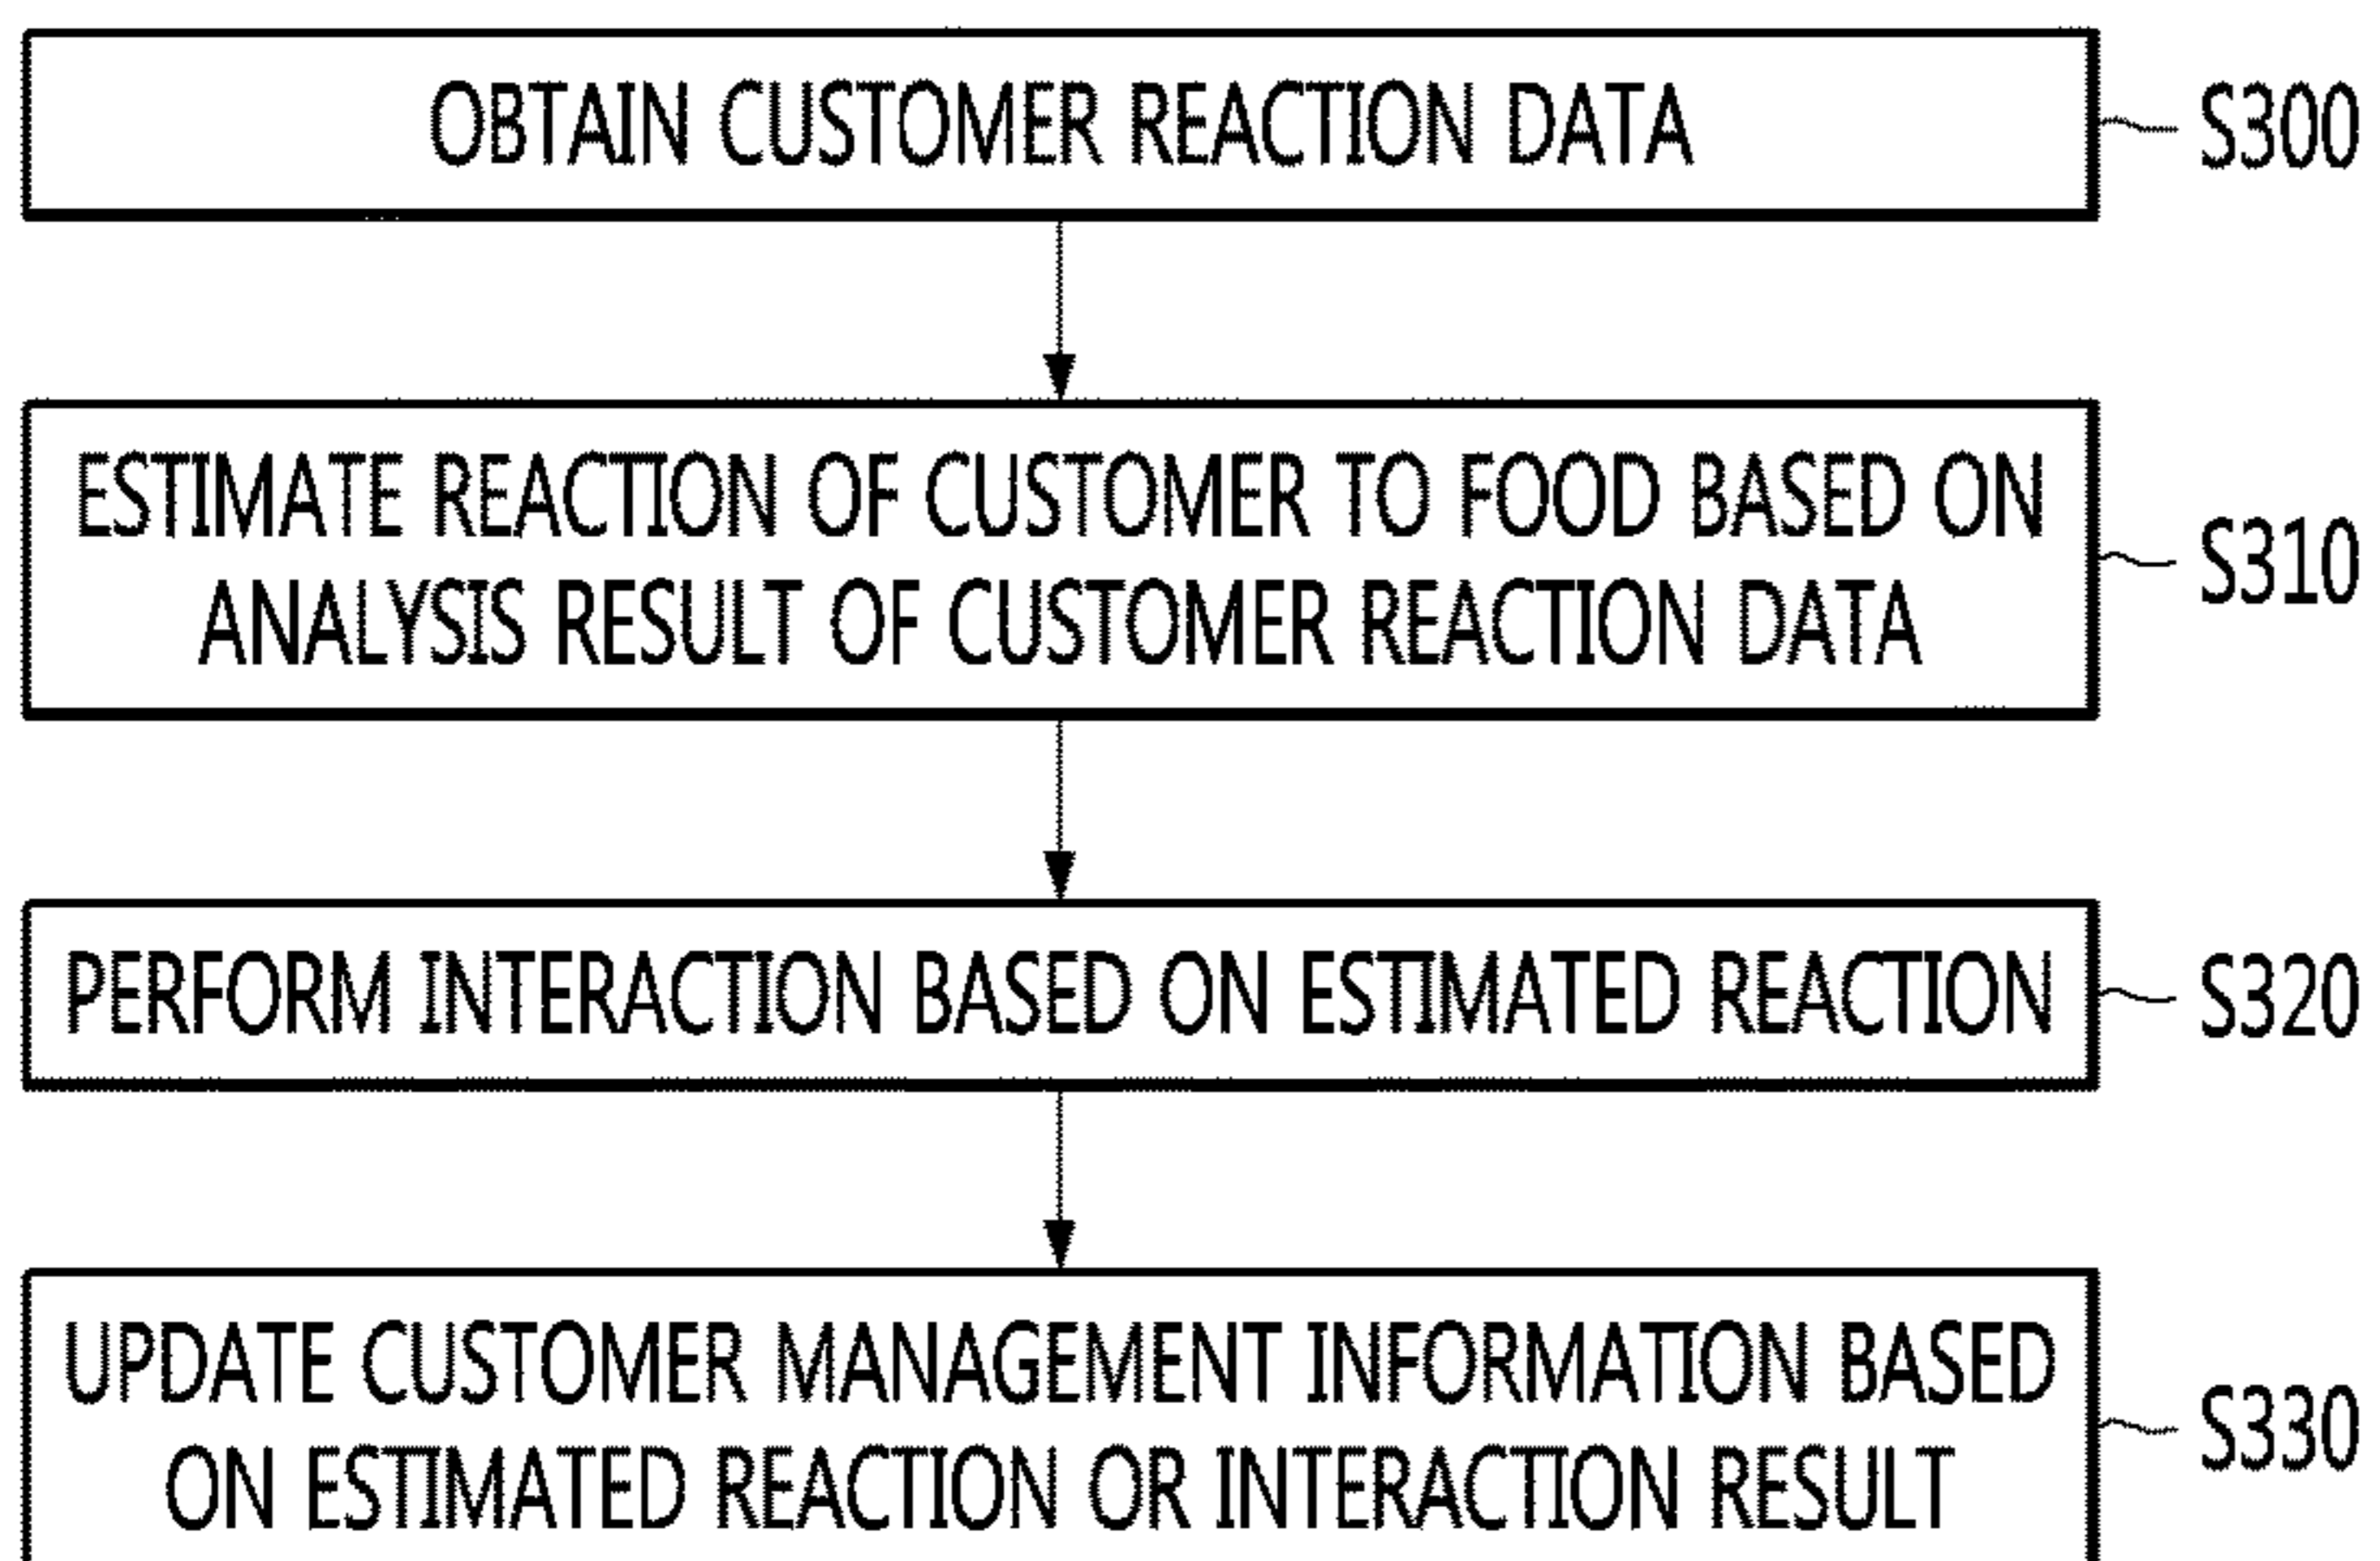 OBTAIN CUSTOMER REACTION DATA
S300
ESTIMATE REACTION OF CUSTOMER TO FOOD BASED ON
ANALYSIS RESULT OF CUSTOMER REACTION DATA
S310
PERFORM INTERACTION BASED ON ESTIMATED REACTION
S320
UPDATE CUSTOMER MANAGEMENT INFORMATION BASED
ON ESTIMATED REACTION OR INTERACTION RESULT
S330